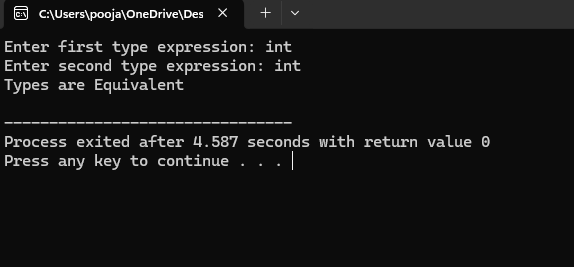 C:\Users\pooja\OneDrive\Des
Enter first type expression: int
Enter second type expression: int
Types are Equivalent
--------------------------------
Process exited after 4.587 seconds with return value 0
Press any key to continue . . .